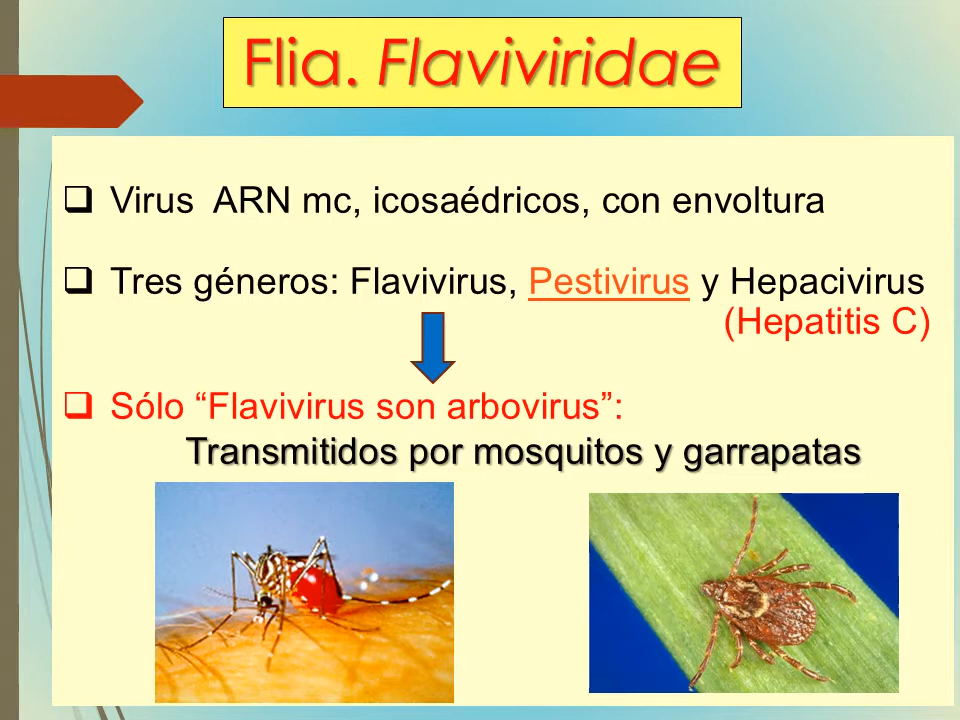 Flia. Flaviviridae
Virus ARN mc, icosaédricos, con envoltura
Tres géneros: Flavivirus, Pestivirus y Hepacivirus
(Hepatitis C)
Sólo “Flavivirus son arbovirus”:
Transmitidos por mosquitos y garrapatas